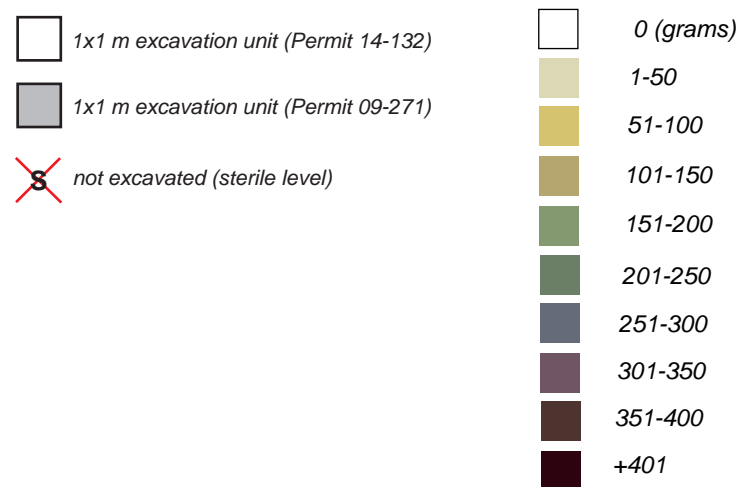 1x1 m excavation unit (Permit 14-132)
1x1 m excavation unit (Permit 09-271)
S not excavated (sterile level)
0 (grams)
1-50
51-100
101-150
151-200
201-250
251-300
301-350
351-400
+401